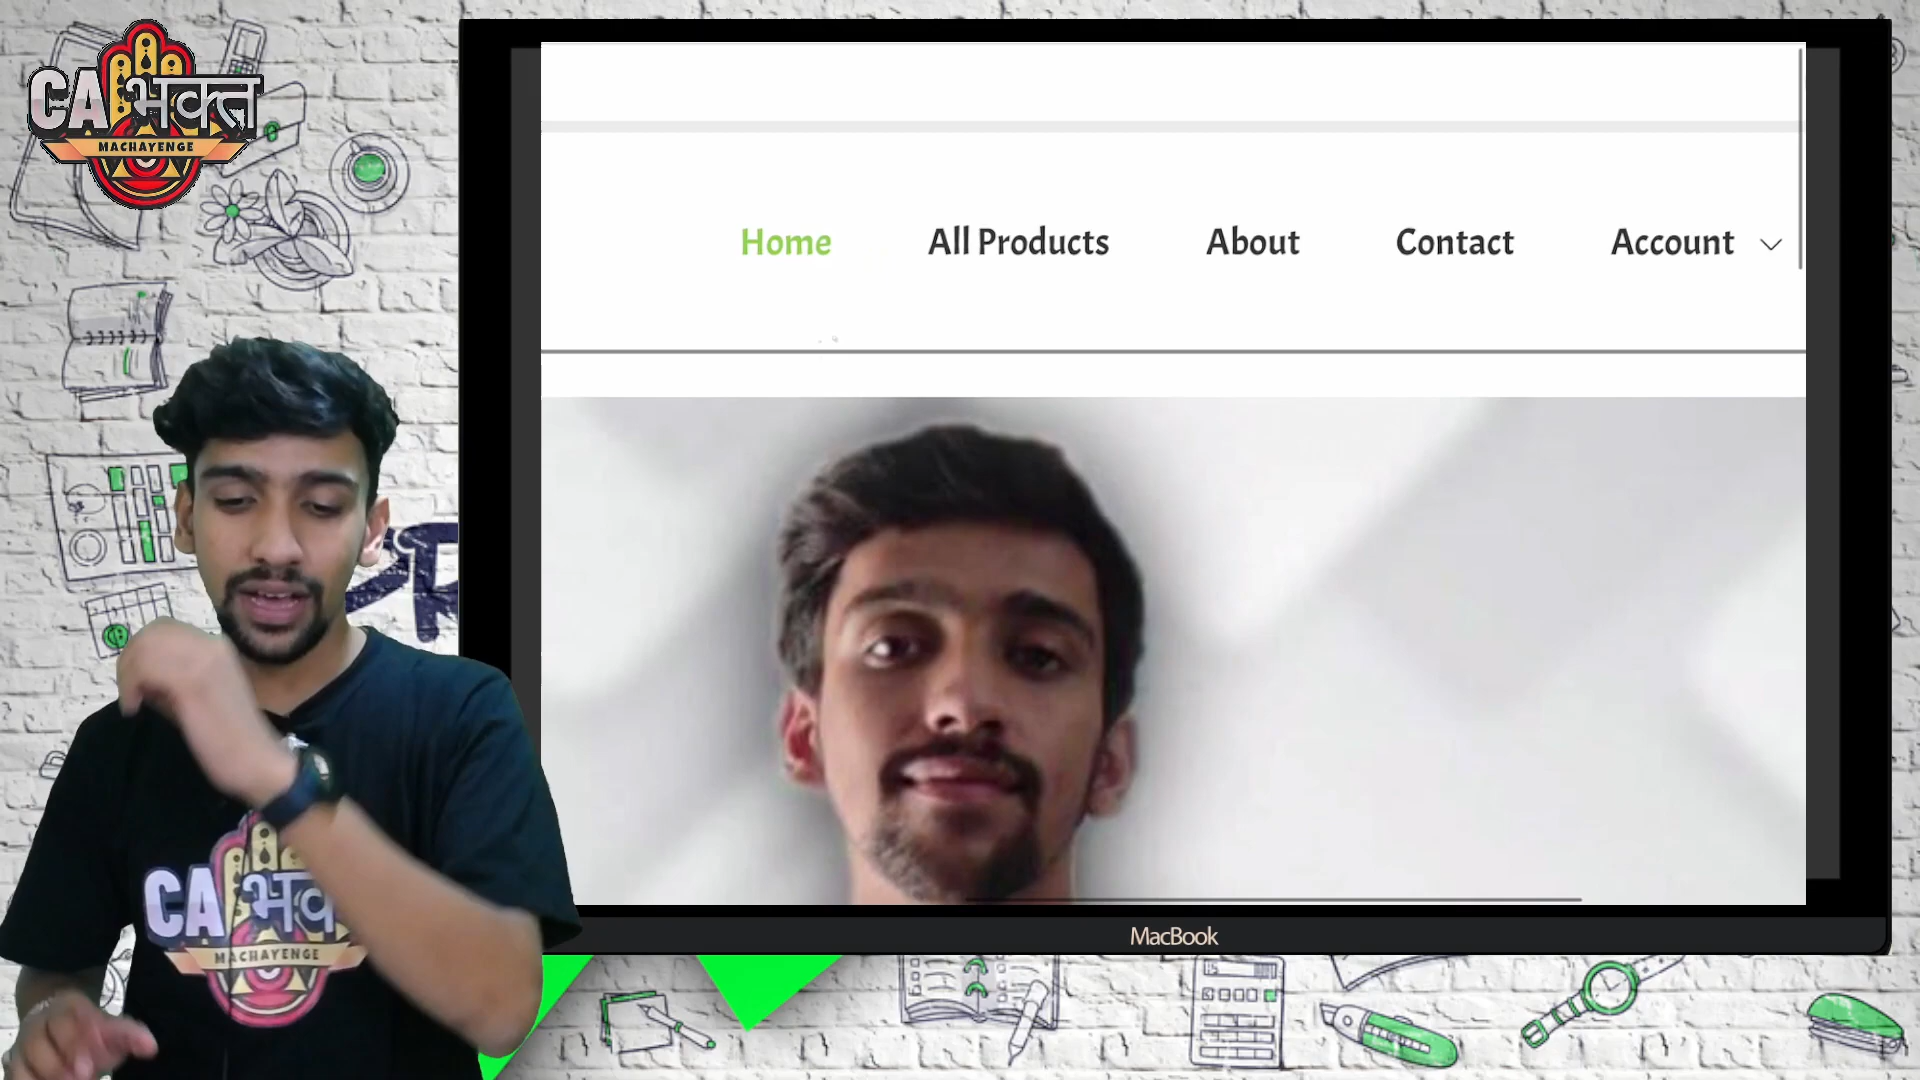 CA भक्त
MACHAYENGE
Home
All Products
About
Contact
Account
MacBook
CA भक
MACHAYENGE